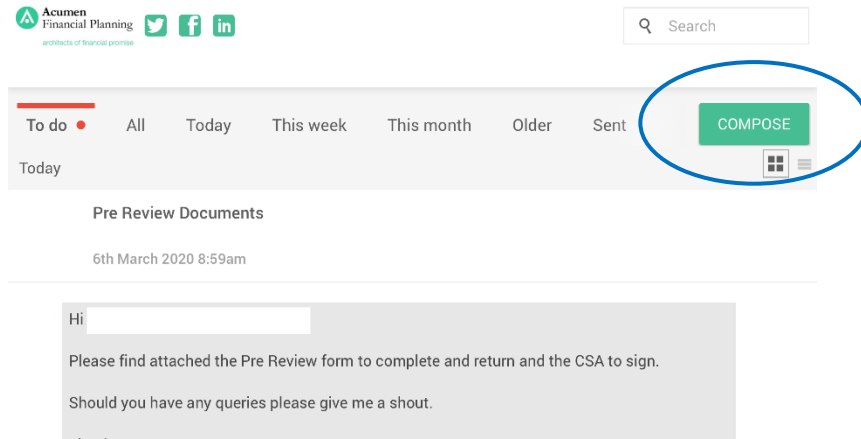 Acumen
Financial Planning
architects of financial promise
Search
To do All Today This week This month Older Sent COMPOSE
Today
Pre Review Documents
6th March 2020 8:59am
Hi
Please find attached the Pre Review form to complete and return and the CSA to sign.
Should you have any queries please give me a shout.